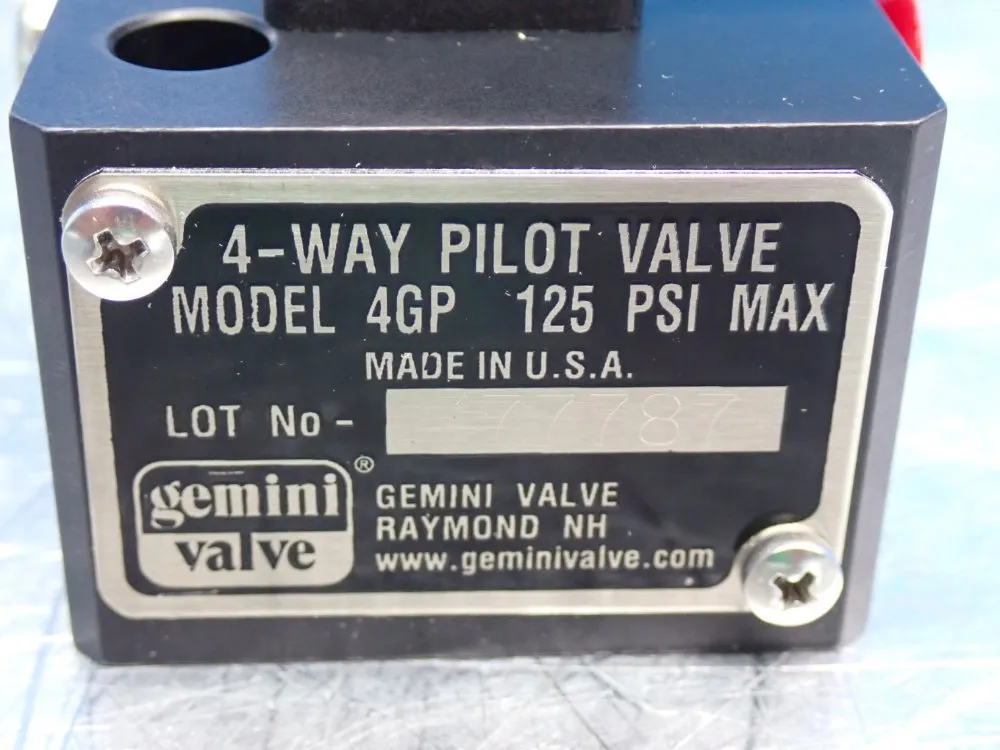 4-WAY PILOT VALVE
MODEL 4GP 125 PSI MAX
MADE IN U.S.A.
LOT No -
gemini ®
valve
GEMINI VALVE
RAYMOND NH
www.geminivalve.com